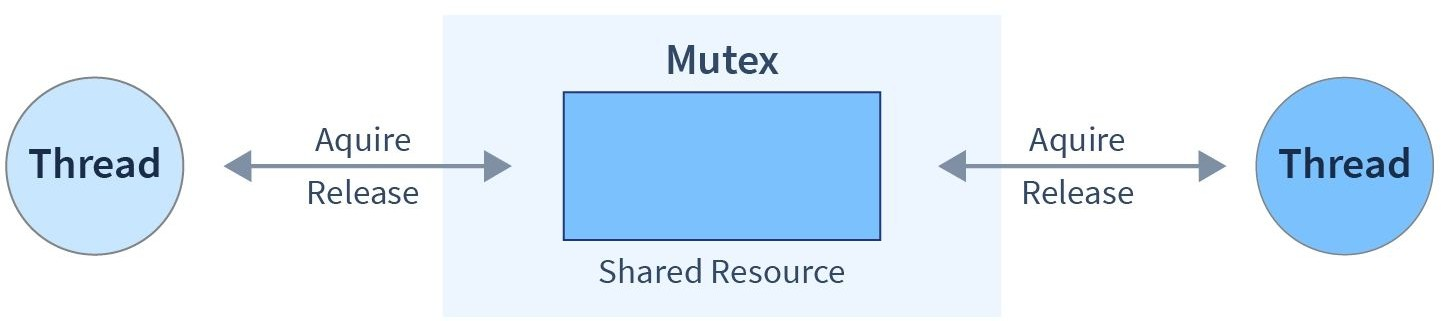 Mutex
Thread
Aquire
Release
Aquire
Release
Thread
Shared Resource